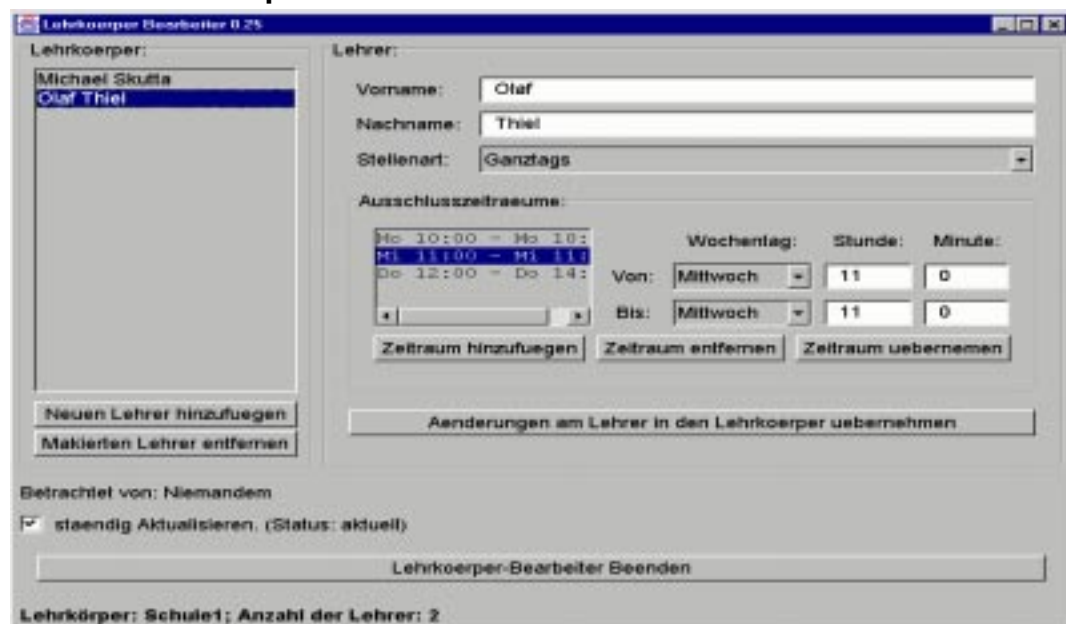 Lehrkoerper Bearbeiter 0.25
Lehrkoerper:
Michael Skutta
Olaf Thiel
Neuen Lehrer hinzufuegen
Makierten Lehrer entfernen
Lehrer:
Vorname: Olaf
Nachname: Thiel
Stellenart: Ganztags
Ausschlusszeitraeume:
Mo 10:00 - Mo 10:
Mi 11:00 - Mi 11:
Do 12:00 - Do 14:
Wochentag: Stunde: Minute:
Von: Mittwoch 11 0
Bis: Mittwoch 11 0
Zeitraum hinzufuegen Zeitraum entfernen Zeitraum uebernemen
Aenderungen am Lehrer in den Lehrkoerper uebernehmen
Betrachtet von: Niemandem
staendig Aktualisieren. (Status: aktuell)
Lehrkoerper-Bearbeiter Beenden
Lehrkörper: Schule1; Anzahl der Lehrer: 2